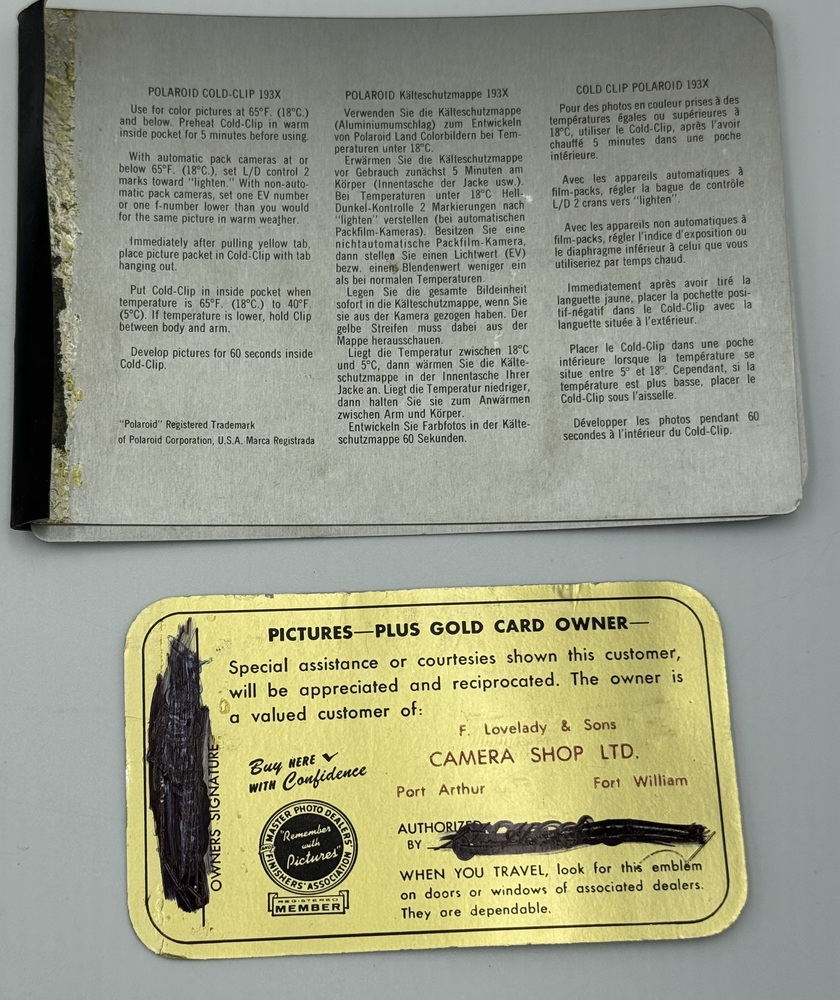 POLAROID COLD-CLIP 193X
Use for color pictures at 65°F. (18°C.)
and below. Preheat Cold-Clip in warm
inside pocket for 5 minutes before using.
With automatic pack cameras at or
below 65°F. (18°C.), set L/D control 2
marks toward "lighten." With non-auto-
matic pack cameras, set one EV number
or one f-number lower than you would
for the same picture in warm weather.
Immediately after pulling yellow tab,
place picture packet in Cold-Clip with tab
hanging out.
Put Cold-Clip in inside pocket when
temperature is 65°F. (18°C.) to 40°F.
(5°C). If temperature is lower, hold Clip
between body and arm.
Develop pictures for 60 seconds inside
Cold-Clip.
"Polaroid" Registered Trademark
of Polaroid Corporation, U.S.A. Marca Registrada
POLAROID Kälteschutzmappe 193X
Verwenden Sie die Kälteschutzmappe
(Aluminiumumschlag) zum Entwickeln
von Polaroid Land Colorbildern bei Tem-
peraturen unter 18°C.
Erwärmen Sie die Kälteschutzmappe
vor Gebrauch zunächst 5 Minuten am
Körper (Innentasche der Jacke usw.).
Bei Temperaturen unter 18°C Hell-
Dunkel-Kontrolle 2 Markierungen nach
"lighten" verstellen (bei automatischen
Packfilm-Kameras). Besitzen Sie eine
nichtautomatische Packfilm-Kamera,
dann stellen Sie einen Lichtwert (EV)
bezw. einen Blendenwert weniger ein
als bei normalen Temperaturen.
Legen Sie die gesamte Bildeinheit
sofort in die Kälteschutzmappe, wenn Sie
sie aus der Kamera gezogen haben. Der
gelbe Streifen muss dabei aus der
Mappe herausschauen.
Liegt die Temperatur zwischen 18°C
und 5°C, dann wärmen Sie die Kälte-
schutzmappe in der Innentasche Ihrer
Jacke an. Liegt die Temperatur niedriger,
dann halten Sie sie zum Anwärmen
zwischen Arm und Körper.
Entwickeln Sie Farbfotos in der Kälte-
schutzmappe 60 Sekunden.
COLD CLIP POLAROID 193X
Pour des photos en couleur prises à des
températures égales ou supérieures à
18°C, utiliser le Cold-Clip, après l'avoir
chauffé 5 minutes dans une poche
intérieure.
Avec les appareils automatiques à
film-packs, régler la bague de contrôle
L/D 2 crans vers "lighten".
Avec les appareils non automatiques à
film-packs, régler l'indice d'exposition ou
le diaphragme inférieur à celui que vous
utiliseriez par temps chaud.
Immediatement après avoir tiré la
languette jaune, placer la pochette posi-
tif-négatif dans le Cold-Clip avec la
languette située à l'extérieur.
Placer le Cold-Clip dans une poche
intérieure lorsque la température se
situe entre 5° et 18°. Cependant, si la
température est plus basse, placer le
Cold-Clip sous l'aisselle.
Développer les photos pendant 60
secondes à l'intérieur du Cold-Clip.
PICTURES—PLUS GOLD CARD OWNER—
Special assistance or courtesies shown this customer,
will be appreciated and reciprocated. The owner is
a valued customer of:
F. Lovelady & Sons
CAMERA SHOP LTD.
Port Arthur Fort William
OWNERS' SIGNATURE
Buy HERE
WITH Confidence
MASTER PHOTO DEALERS'
AND FINISHERS' ASSOCIATION
"Remember
with
Pictures"
REGISTERED
MEMBER
AUTHORIZED
BY
WHEN YOU TRAVEL, look for this emblem
on doors or windows of associated dealers.
They are dependable.